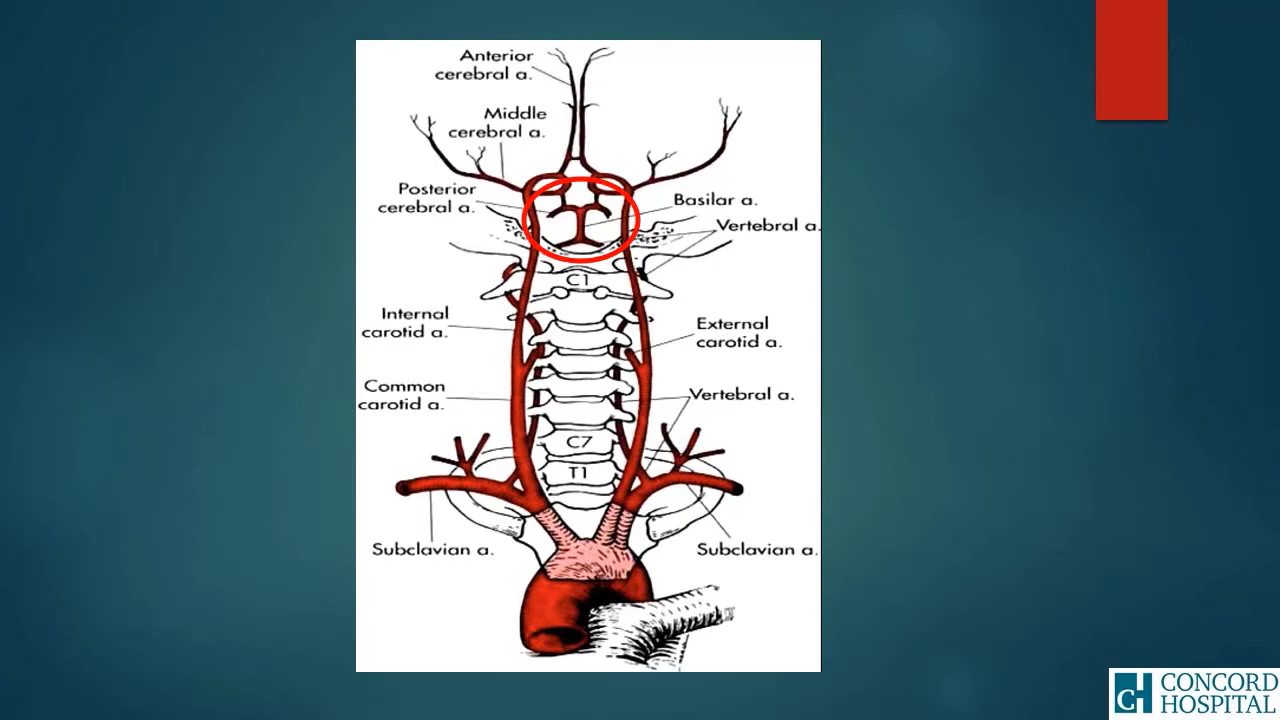 Anterior
cerebral a.
Middle
cerebral a.
Posterior
cerebral a.
Basilar a.
Vertebral a.
C1
Internal
carotid a.
External
carotid a.
Common
carotid a.
Vertebral a.
C7
T1
Subclavian a.
Subclavian a.
CH
CONCORD
HOSPITAL